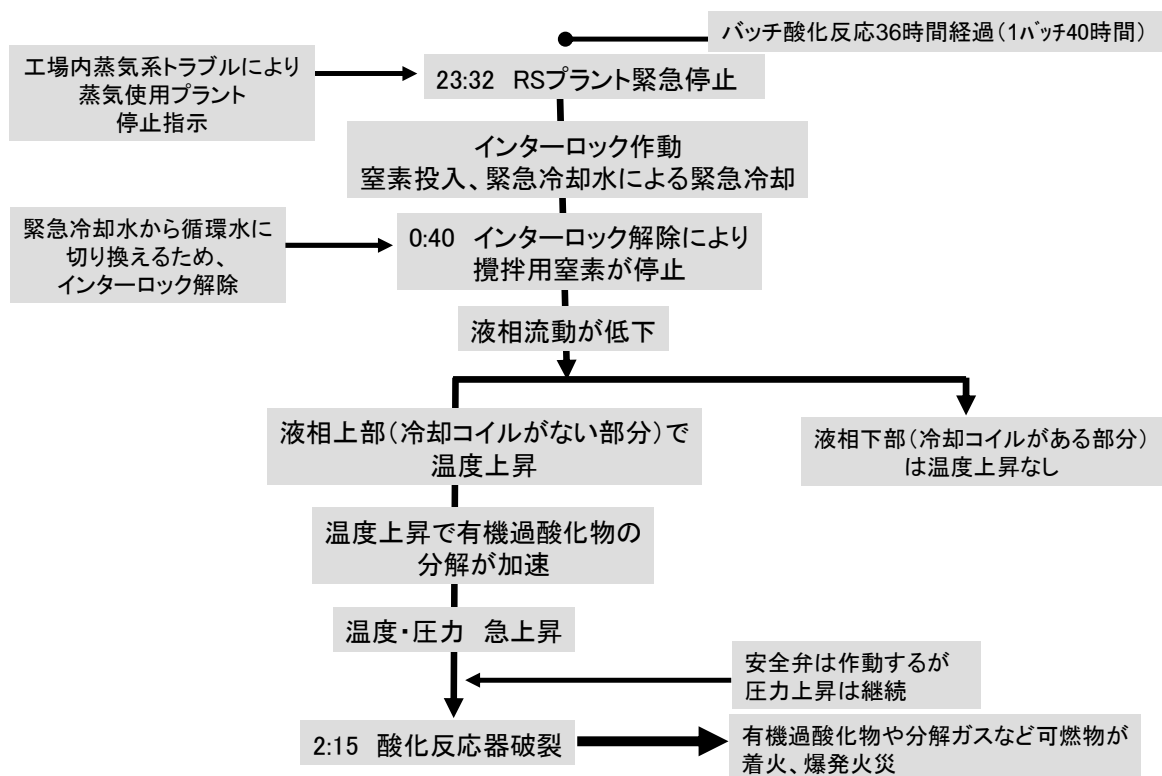 バッチ酸化反応36時間経過（1ﾊﾞｯﾁ40時間）
工場内蒸気系トラブルにより
蒸気使用プラント
停止指示
23:32 RSプラント緊急停止
インターロック作動
窒素投入、緊急冷却水による緊急冷却
緊急冷却水から循環水に
切り換えるため、
インターロック解除
0:40 インターロック解除により
攪拌用窒素が停止
液相流動が低下
液相上部（冷却コイルがない部分）で
温度上昇
液相下部（冷却コイルがある部分）
は温度上昇なし
温度上昇で有機過酸化物の
分解が加速
温度・圧力 急上昇
安全弁は作動するが
圧力上昇は継続
2:15 酸化反応器破裂
有機過酸化物や分解ガスなど可燃物が
着火、爆発火災